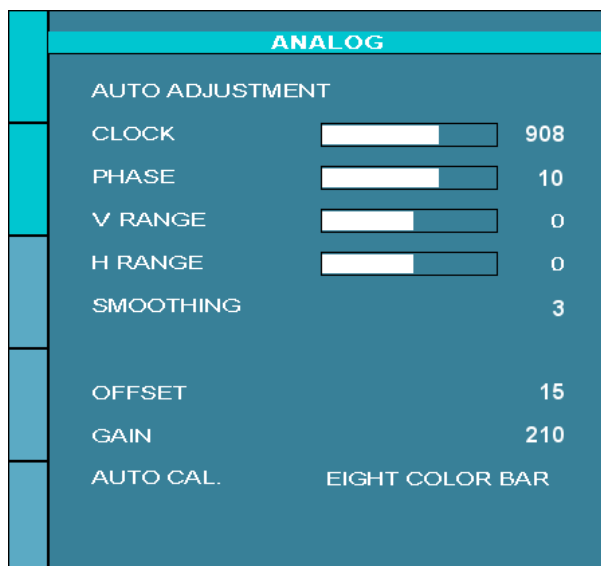 ANALOG
AUTO ADJUSTMENT
CLOCK 908
PHASE 10
V RANGE 0
H RANGE 0
SMOOTHING 3
OFFSET 15
GAIN 210
AUTO CAL. EIGHT COLOR BAR